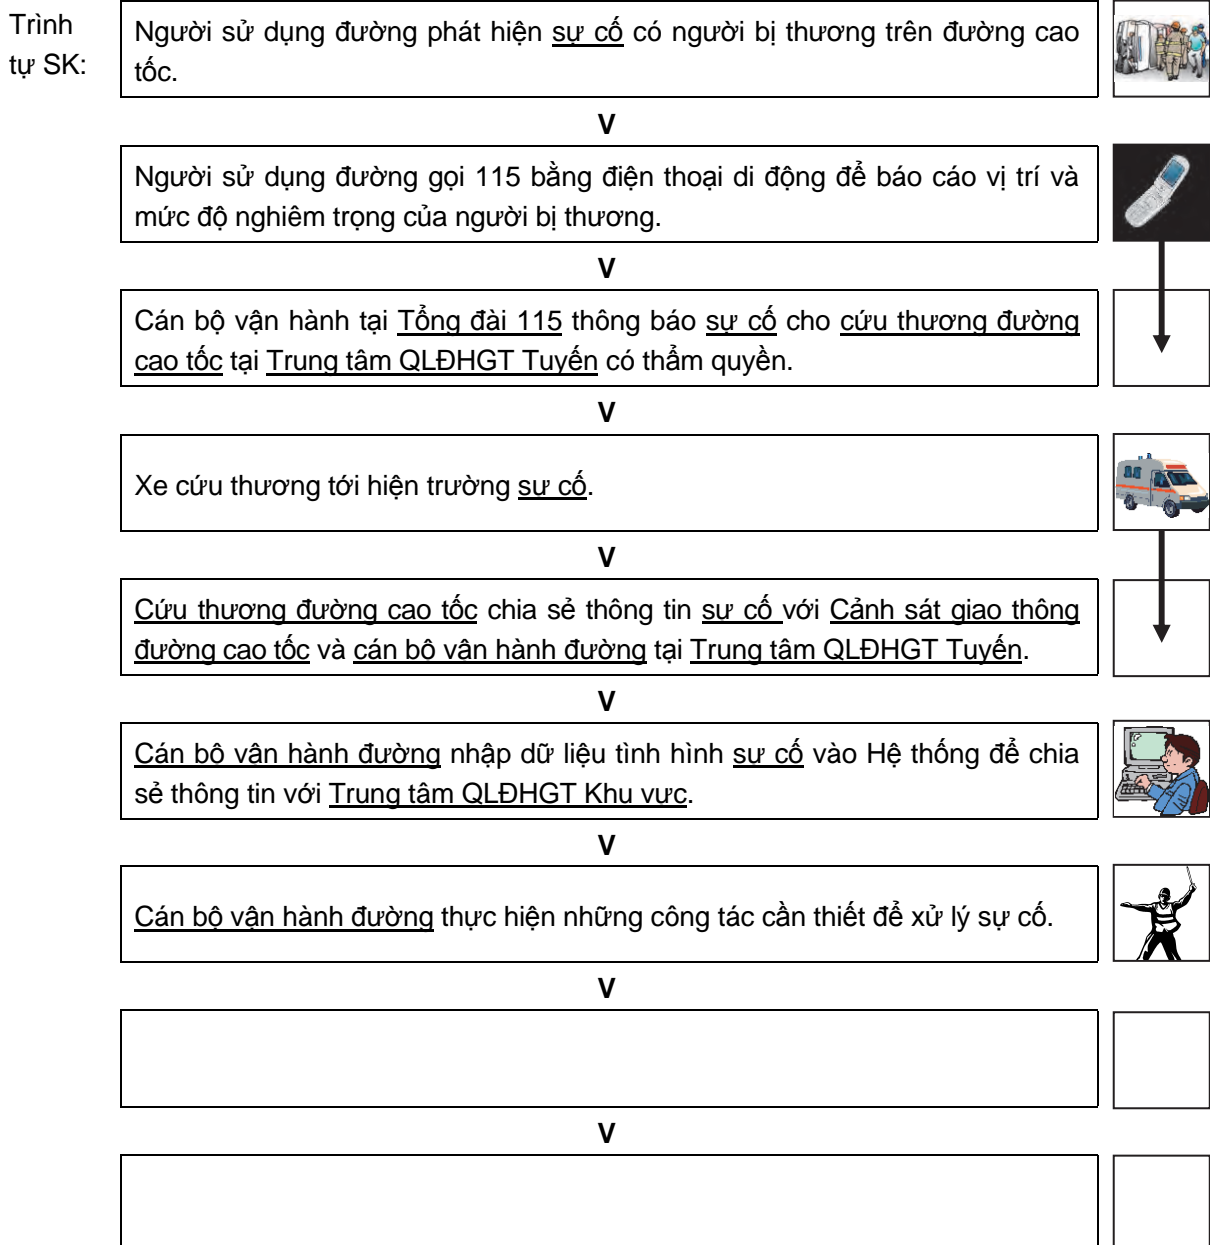 Trình
tự SK:
Người sử dụng đường phát hiện sự cố có người bị thương trên đường cao
tốc.
V
Người sử dụng đường gọi 115 bằng điện thoại di động để báo cáo vị trí và
mức độ nghiêm trọng của người bị thương.
V
Cán bộ vận hành tại Tổng đài 115 thông báo sự cố cho cứu thương đường
cao tốc tại Trung tâm QLĐHGT Tuyến có thẩm quyền.
V
Xe cứu thương tới hiện trường sự cố.
V
Cứu thương đường cao tốc chia sẻ thông tin sự cố với Cảnh sát giao thông
đường cao tốc và cán bộ vận hành đường tại Trung tâm QLĐHGT Tuyến.
V
Cán bộ vận hành đường nhập dữ liệu tình hình sự cố vào Hệ thống để chia
sẻ thông tin với Trung tâm QLĐHGT Khu vực.
V
Cán bộ vận hành đường thực hiện những công tác cần thiết để xử lý sự cố.
V
V